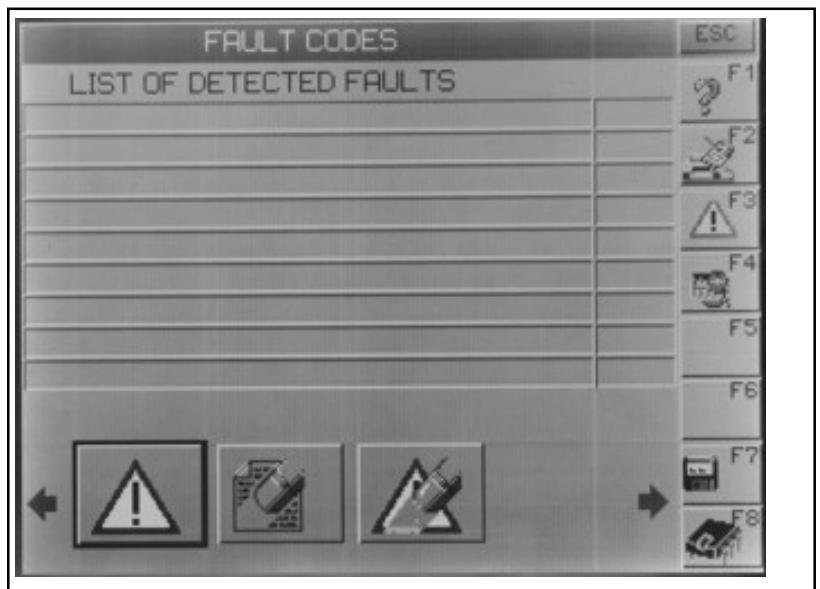 FAULT CODES
ESC
LIST OF DETECTED FAULTS
F1
F2
F3
F4
F5
F6
F7
F8